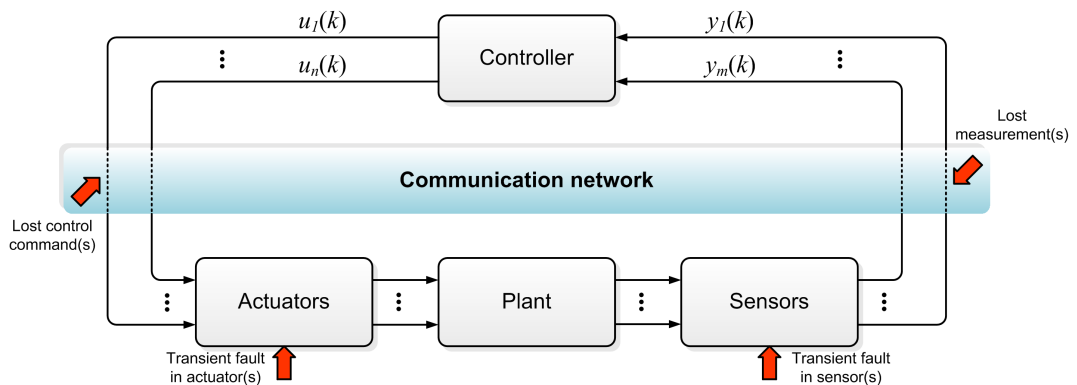 u1(k)
y1(k)
Controller
un(k)
ym(k)
Lost
measurement(s)
Communication network
Lost control
command(s)
Actuators
Plant
Sensors
Transient fault
in actuator(s)
Transient fault
in sensor(s)